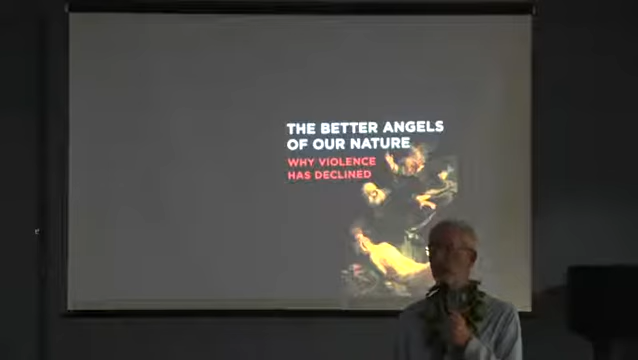 THE BETTER ANGELS
OF OUR NATURE
WHY VIOLENCE
HAS DECLINED